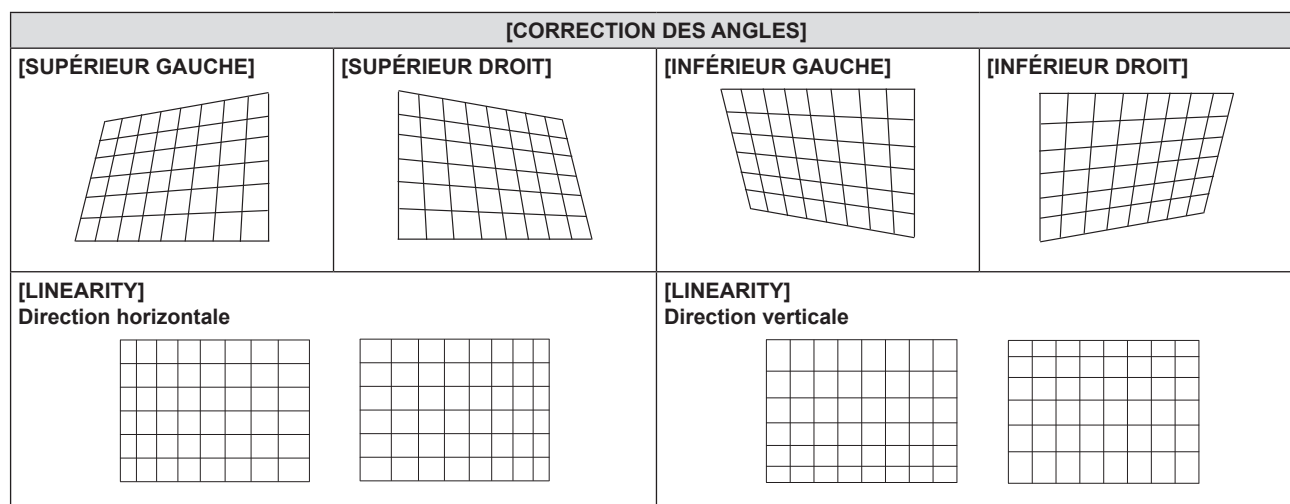 [CORRECTION DES ANGLES]
[SUPÉRIEUR GAUCHE]
[SUPÉRIEUR DROIT]
[INFÉRIEUR GAUCHE]
[INFÉRIEUR DROIT]
[LINEARITY]
Direction horizontale
[LINEARITY]
Direction verticale